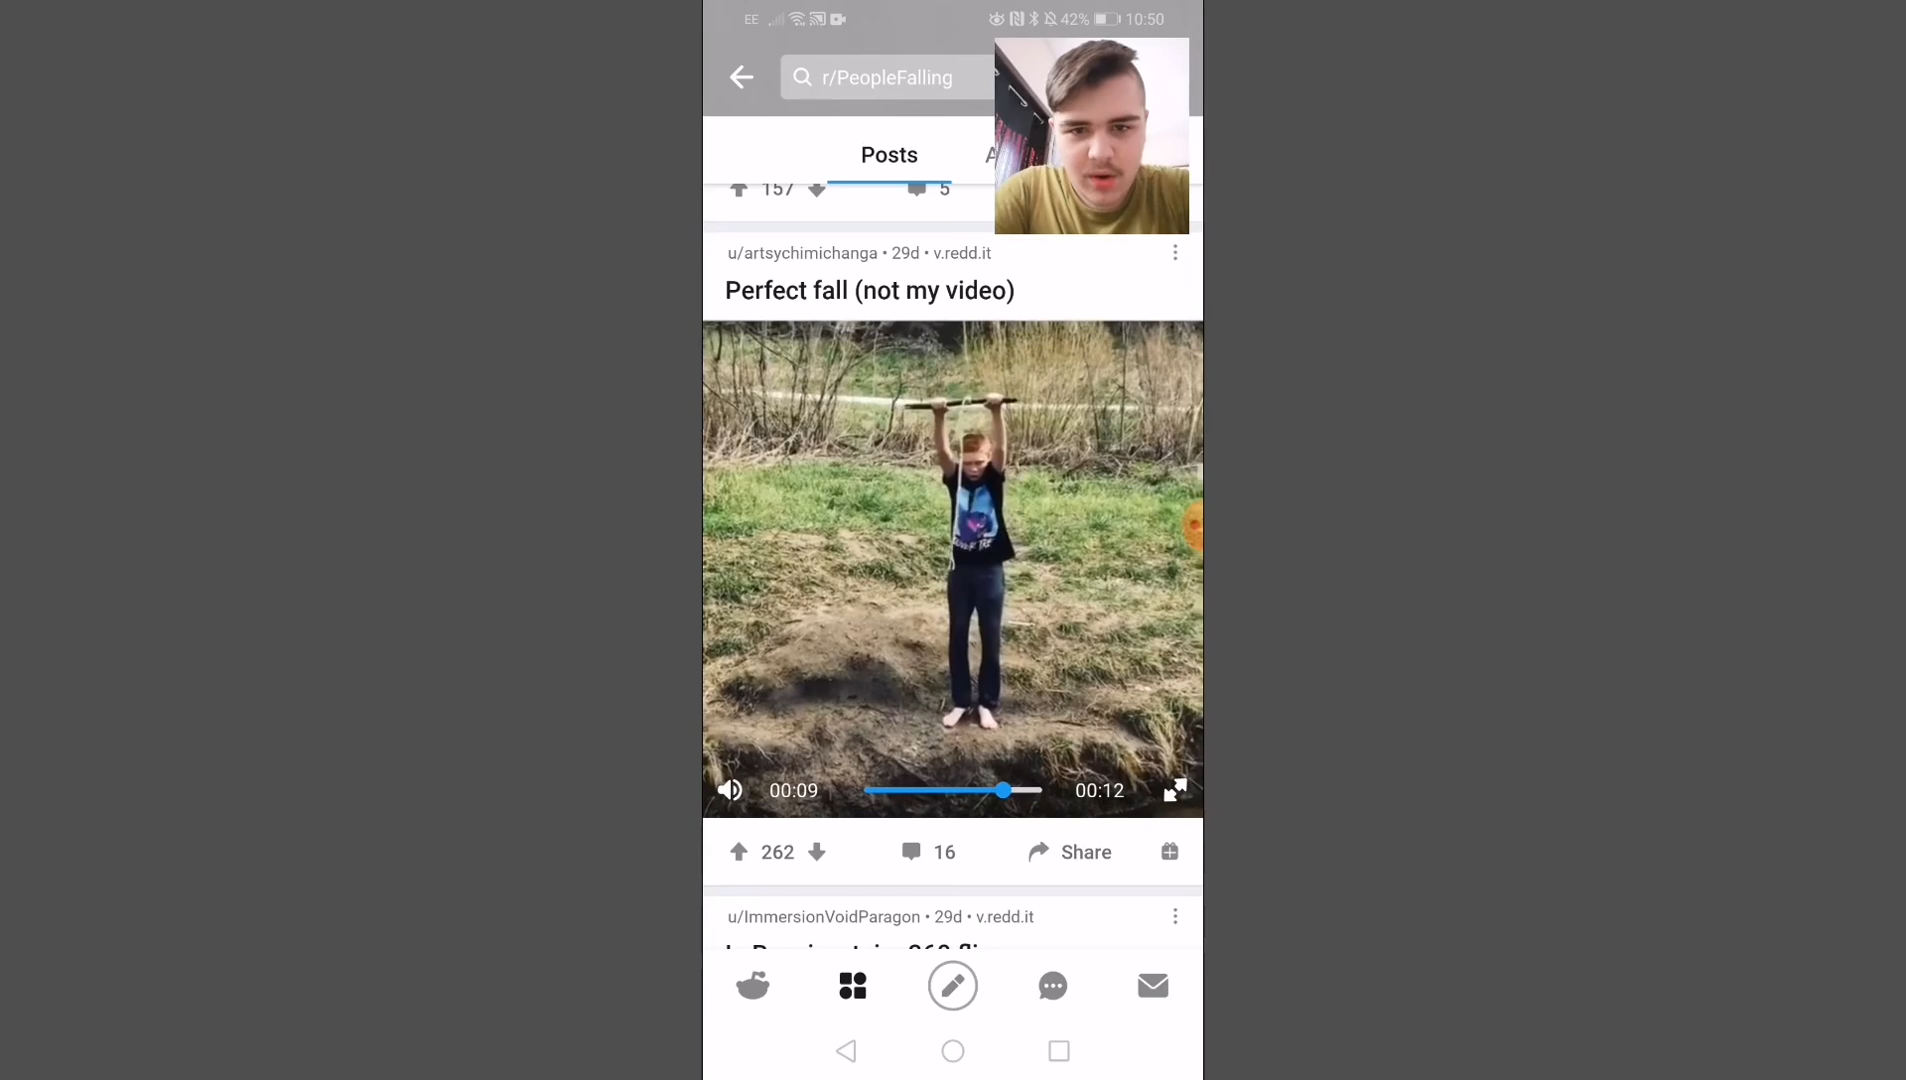 EE 42% 10:50
r/PeopleFalling
Posts A
157 5
u/artsychimichanga • 29d • v.redd.it
Perfect fall (not my video)
00:09 00:12
262 16 Share
u/ImmersionVoidParagon • 29d • v.redd.it